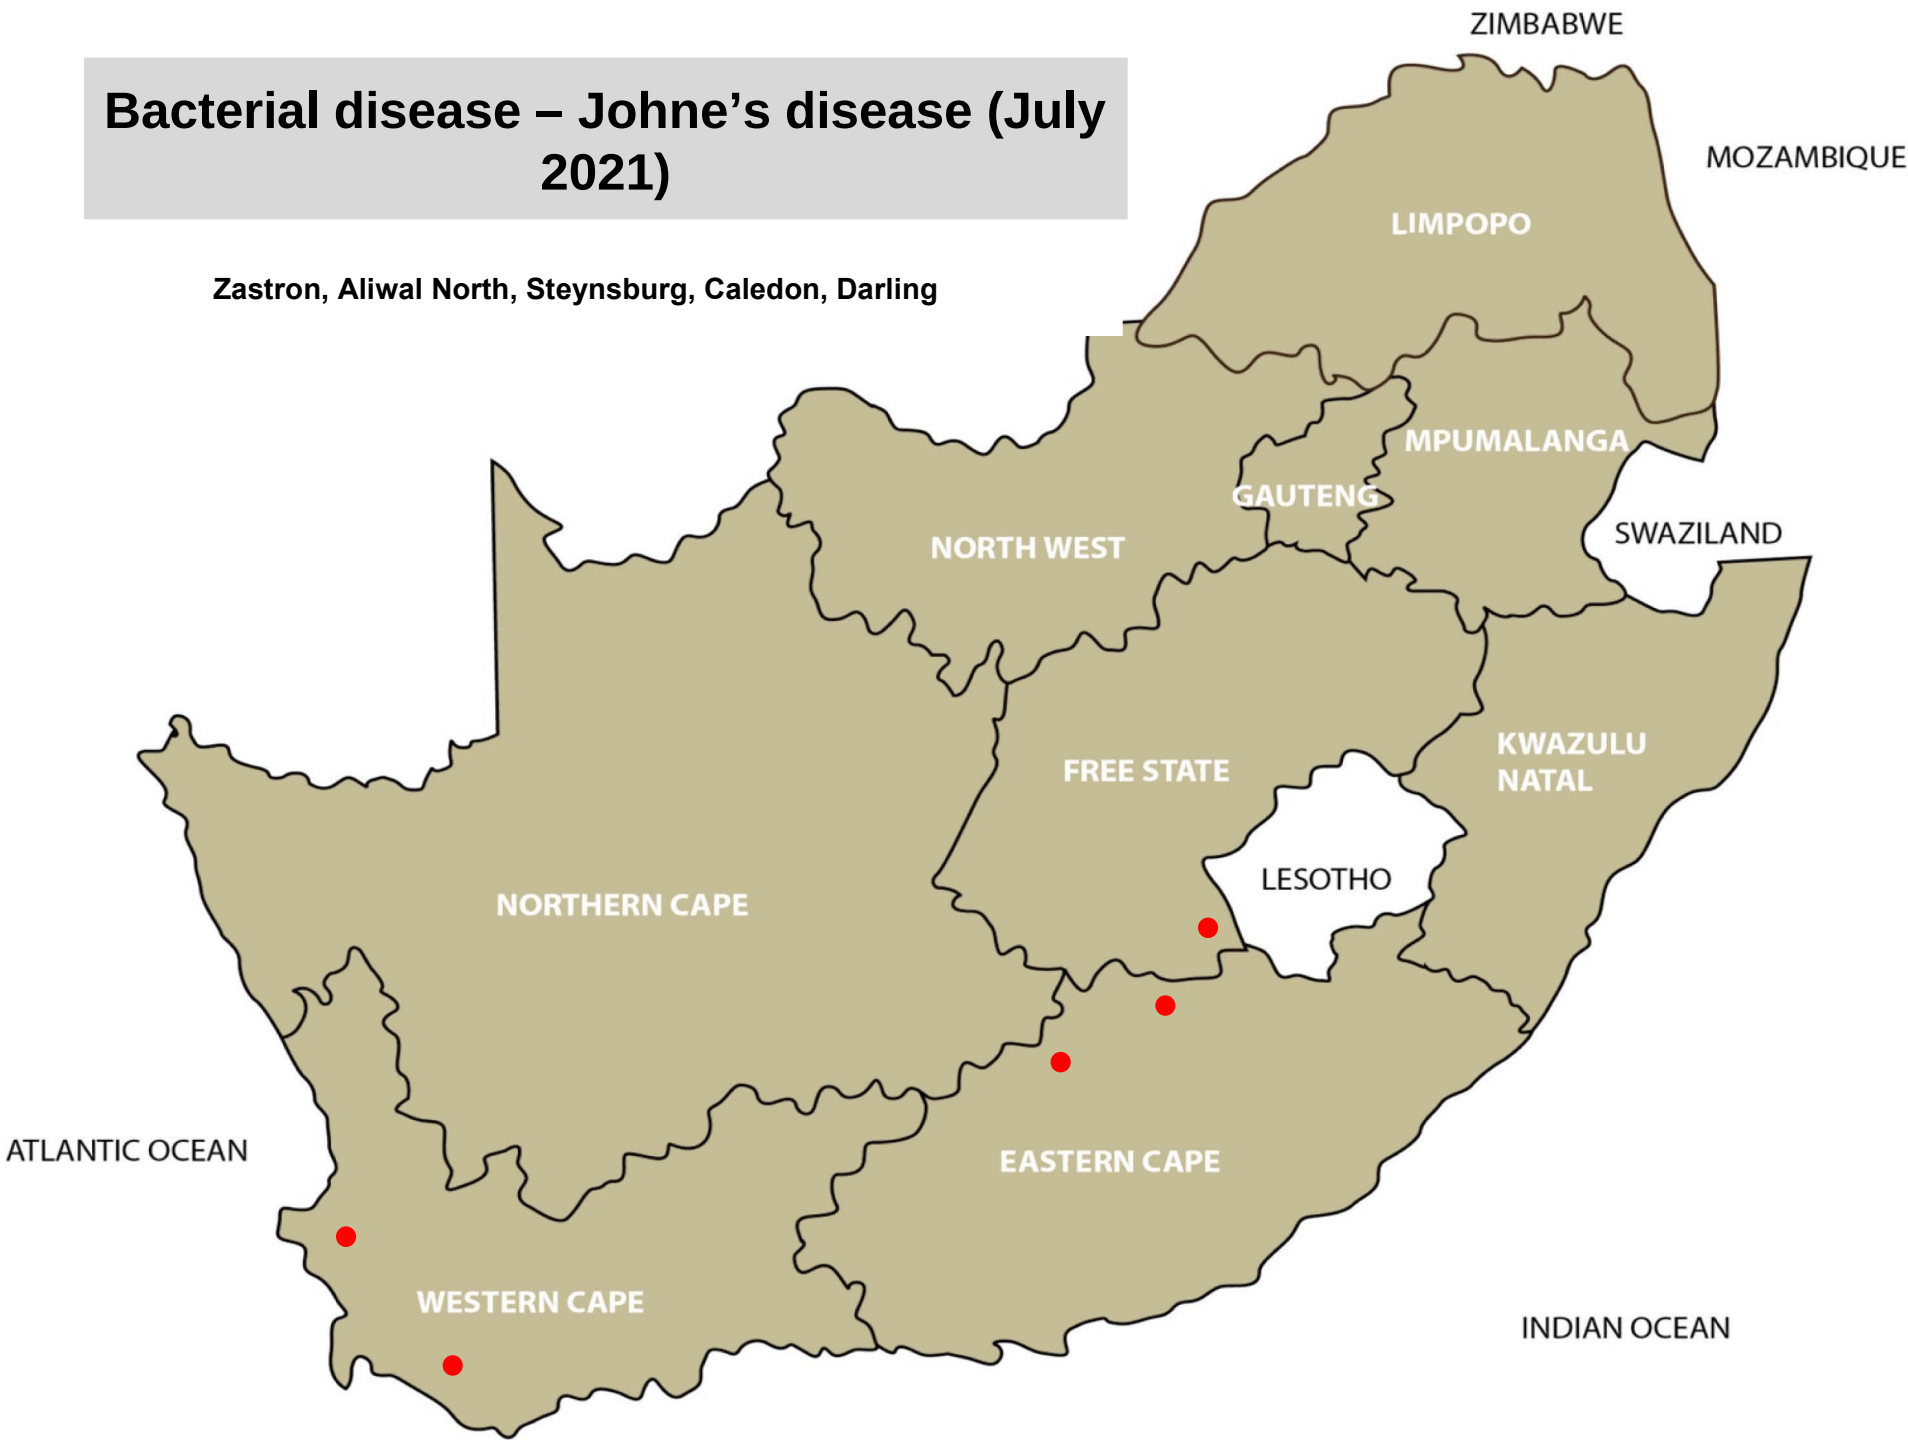 ZIMBABWE
Bacterial disease – Johne’s disease (July
2021)
MOZAMBIQUE
LIMPOPO
Zastron, Aliwal North, Steynsburg, Caledon, Darling
MPUMALANGA
GAUTENG
SWAZILAND
NORTH WEST
KWAZULU
NATAL
FREE STATE
LESOTHO
NORTHERN CAPE
ATLANTIC OCEAN
EASTERN CAPE
WESTERN CAPE
INDIAN OCEAN